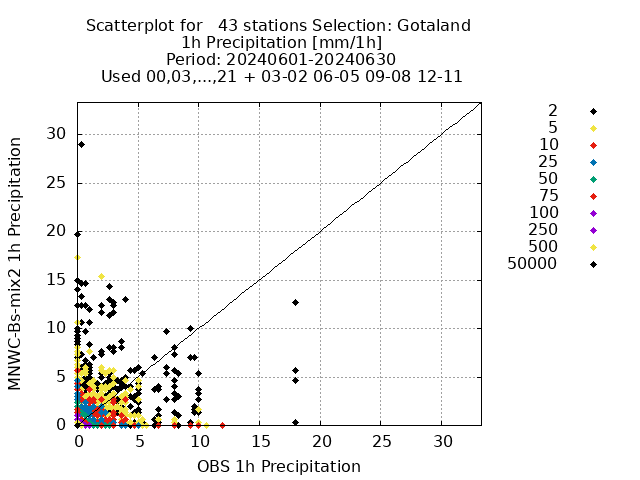 Scatterplot for   43 stations Selection: Gotaland
1h Precipitation [mm/1h]
Period: 20240601-20240630
Used 00,03,...,21 + 03-02 06-05 09-08 12-11
MNWC-Bs-mix2 1h Precipitation
30
25
20
15
10
5
0
0 5 10 15 20 25 30
OBS 1h Precipitation
2
5
10
25
50
75
100
250
500
50000